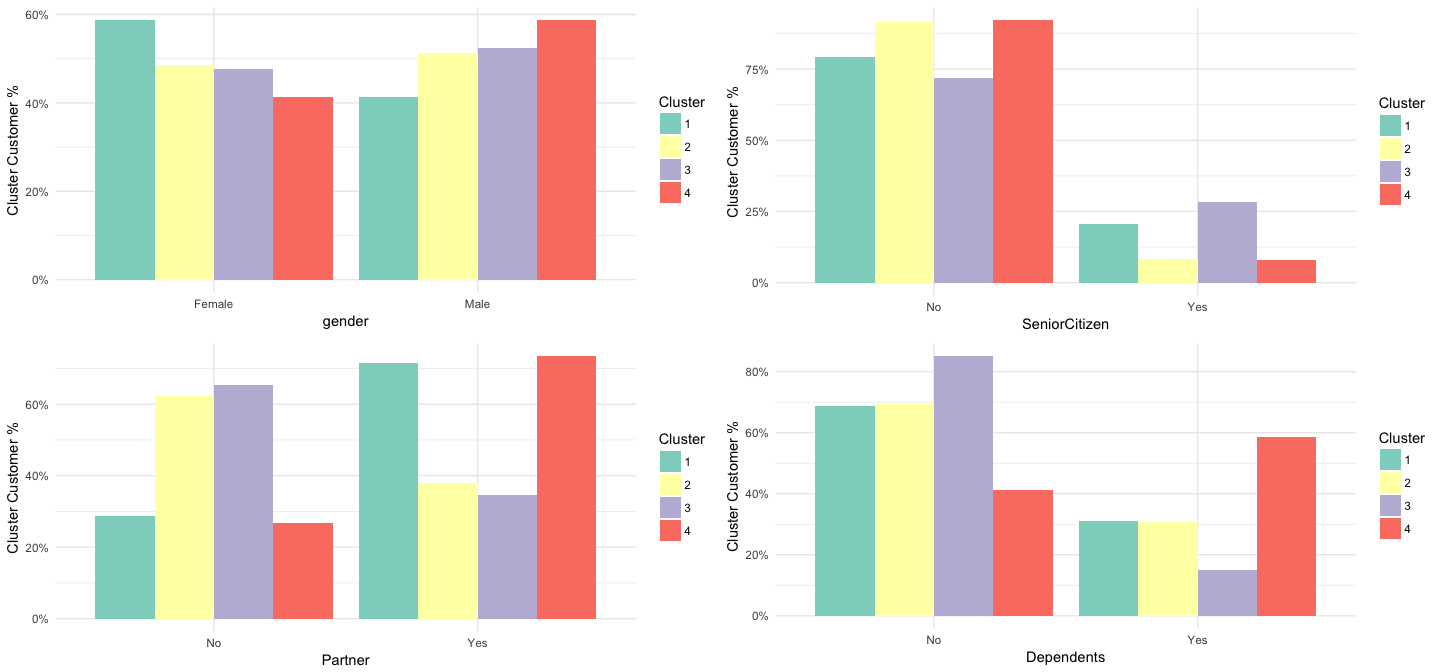 60%
40%
20%
0%
Cluster Customer %
Female
Male
gender
Cluster
1
2
3
4
75%
50%
25%
0%
Cluster Customer %
No
Yes
SeniorCitizen
Cluster
1
2
3
4
60%
40%
20%
0%
Cluster Customer %
No
Yes
Partner
Cluster
1
2
3
4
80%
60%
40%
20%
0%
Cluster Customer %
No
Yes
Dependents
Cluster
1
2
3
4